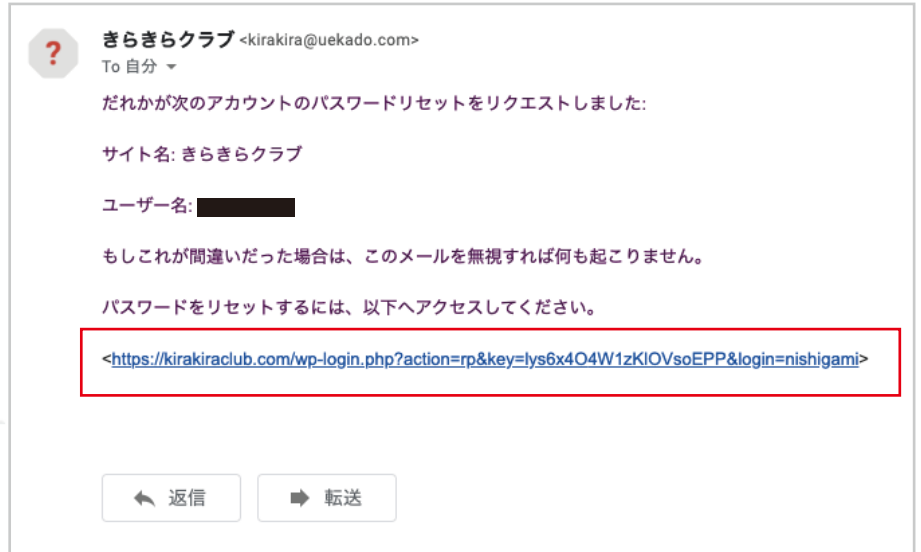 きらきらクラブ <kirakira@uekado.com>
To 自分
だれかが次のアカウントのパスワードリセットをリクエストしました:
サイト名: きらきらクラブ
ユーザー名:
もしこれが間違いだった場合は、このメールを無視すれば何も起こりません。
パスワードをリセットするには、以下へアクセスしてください。
<https://kirakiraclub.com/wp-login.php?action=rp&key=lys6x4O4W1zKlOVsoEPP&login=nishigami>
返信
転送